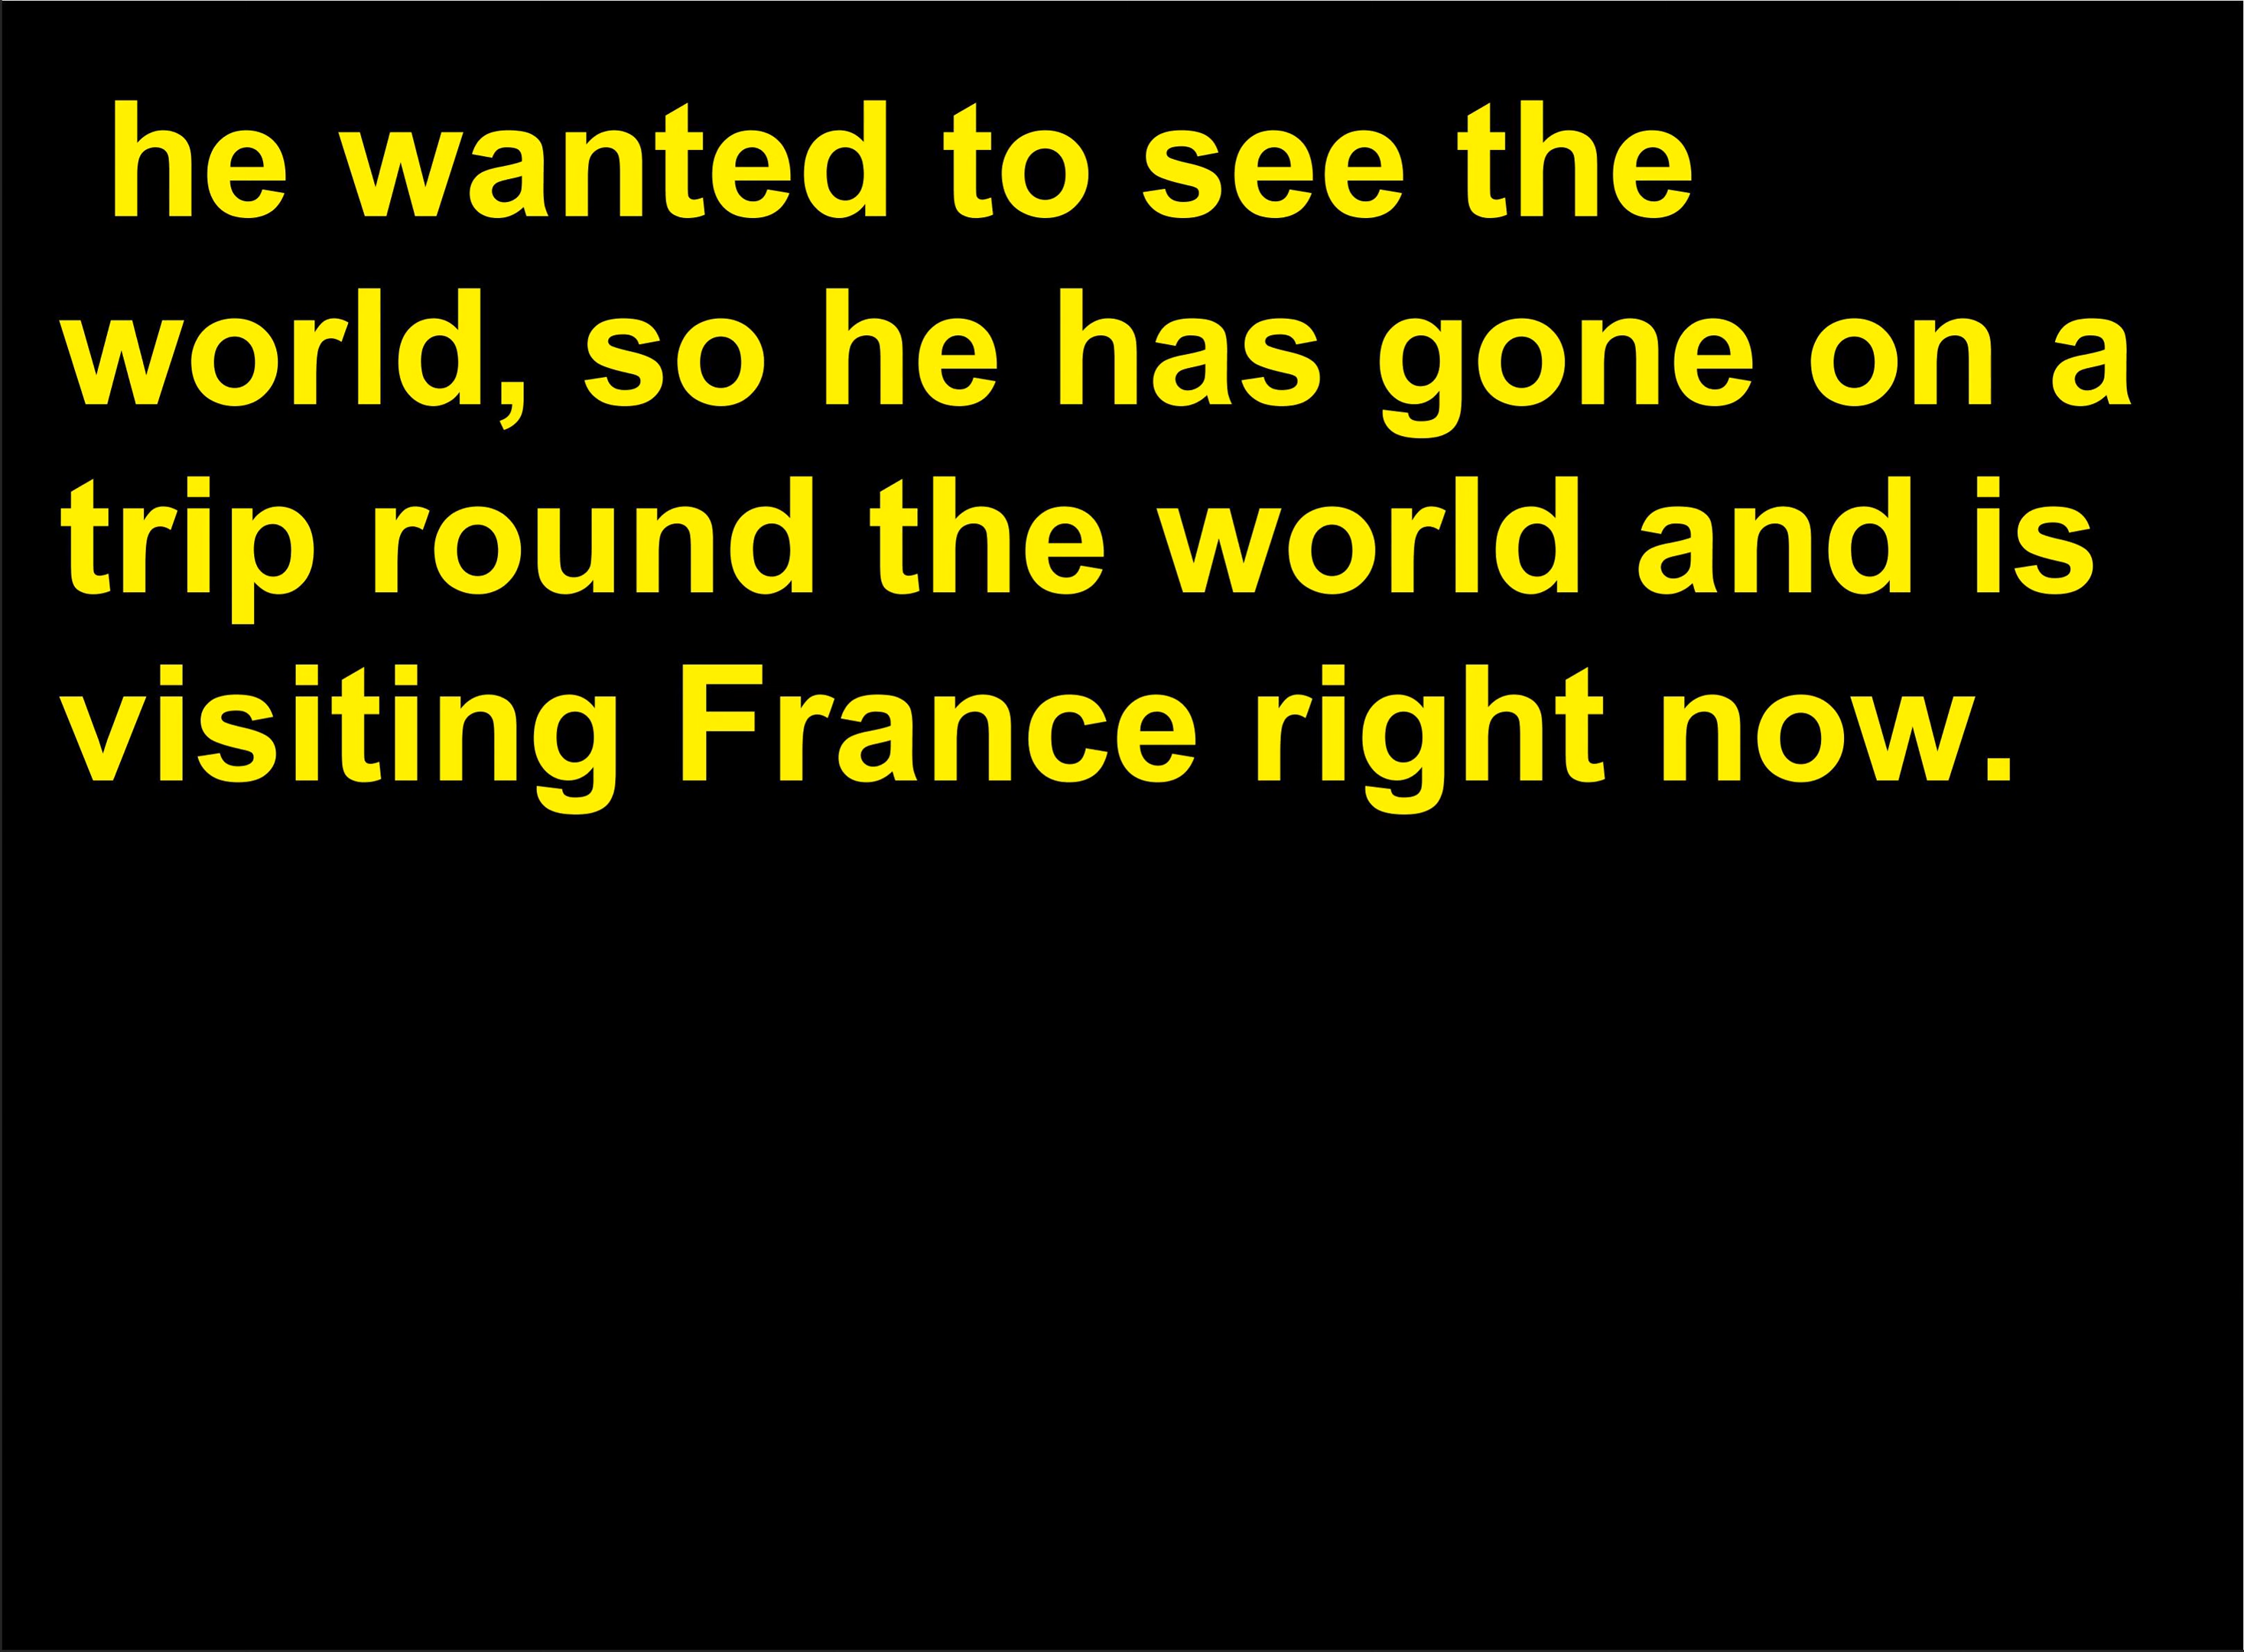 he wanted to see the
world, so he has gone on a
trip round the world and is
visiting France right now.